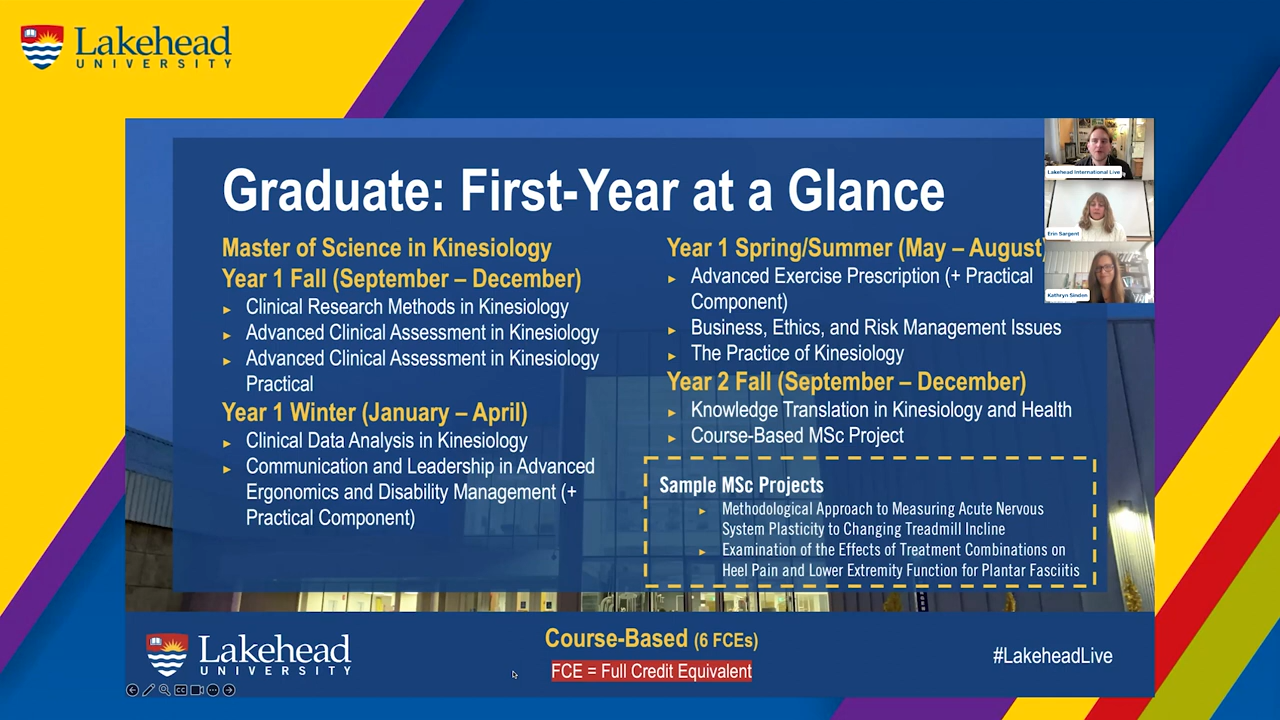 Lakehead
UNIVERSITY
Graduate: First-Year at a Glance
Master of Science in Kinesiology
Year 1 Fall (September – December)
Clinical Research Methods in Kinesiology
Advanced Clinical Assessment in Kinesiology
Advanced Clinical Assessment in Kinesiology
Practical
Year 1 Winter (January – April)
Clinical Data Analysis in Kinesiology
Communication and Leadership in Advanced
Ergonomics and Disability Management (+
Practical Component)
Year 1 Spring/Summer (May – August)
Advanced Exercise Prescription (+ Practical
Component)
Business, Ethics, and Risk Management Issues
The Practice of Kinesiology
Year 2 Fall (September – December)
Knowledge Translation in Kinesiology and Health
Course-Based MSc Project
Sample MSc Projects
Methodological Approach to Measuring Acute Nervous
System Plasticity to Changing Treadmill Incline
Examination of the Effects of Treatment Combinations on
Heel Pain and Lower Extremity Function for Plantar Fasciitis
Lakehead International Live
Erin Sargent
Kathryn Sinden
Lakehead
UNIVERSITY
Course-Based (6 FCEs)
FCE = Full Credit Equivalent
#LakeheadLive